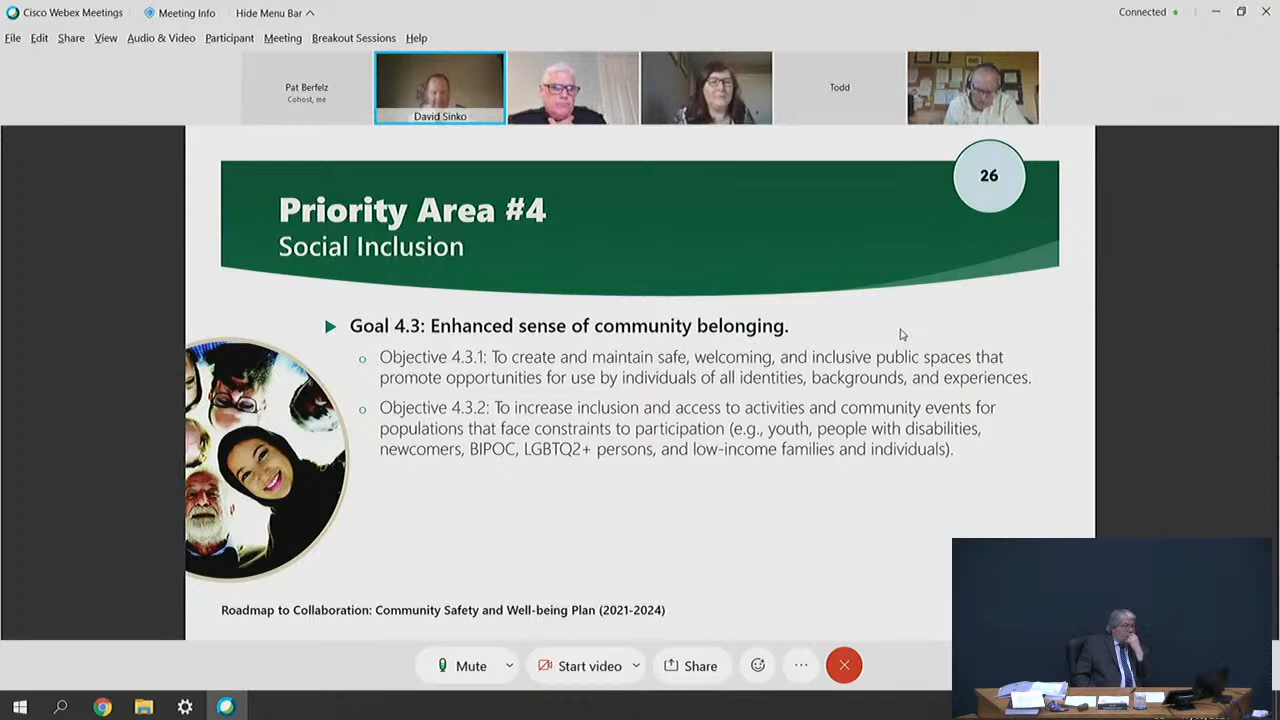 Cisco Webex Meetings
Meeting Info
Hide Menu Bar
Connected
File Edit Share View Audio & Video Participant Meeting Breakout Sessions Help
Pat Berfelz
Cohost, me
David Sinko
Todd
26
Priority Area #4
Social Inclusion
Goal 4.3: Enhanced sense of community belonging.
Objective 4.3.1: To create and maintain safe, welcoming, and inclusive public spaces that
promote opportunities for use by individuals of all identities, backgrounds, and experiences.
Objective 4.3.2: To increase inclusion and access to activities and community events for
populations that face constraints to participation (e.g., youth, people with disabilities,
newcomers, BIPOC, LGBTQ2+ persons, and low-income families and individuals).
Roadmap to Collaboration: Community Safety and Well-being Plan (2021-2024)
Mute
Start video
Share